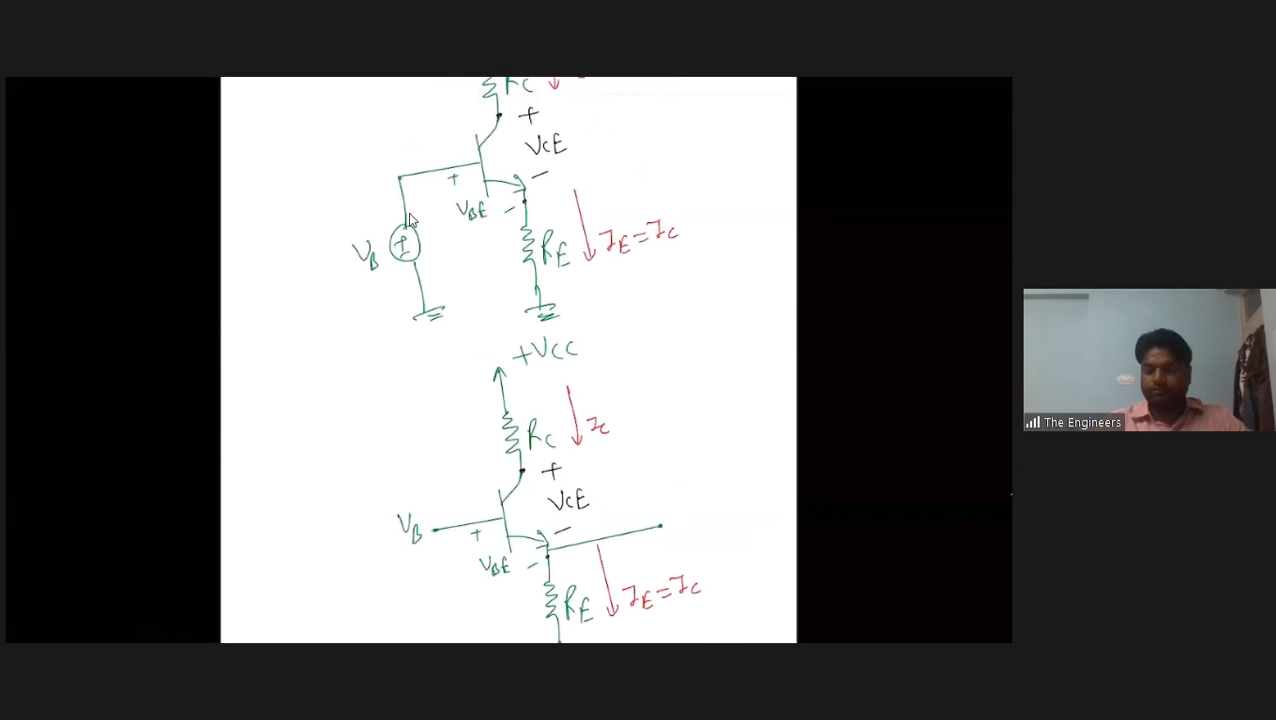 RC
+
VCE
+
−
VBE
−
VB
+
−
RE
IE = IC
+VCC
RC
IC
+
VCE
VB
+
−
VBE
−
RE
IE = IC
The Engineers